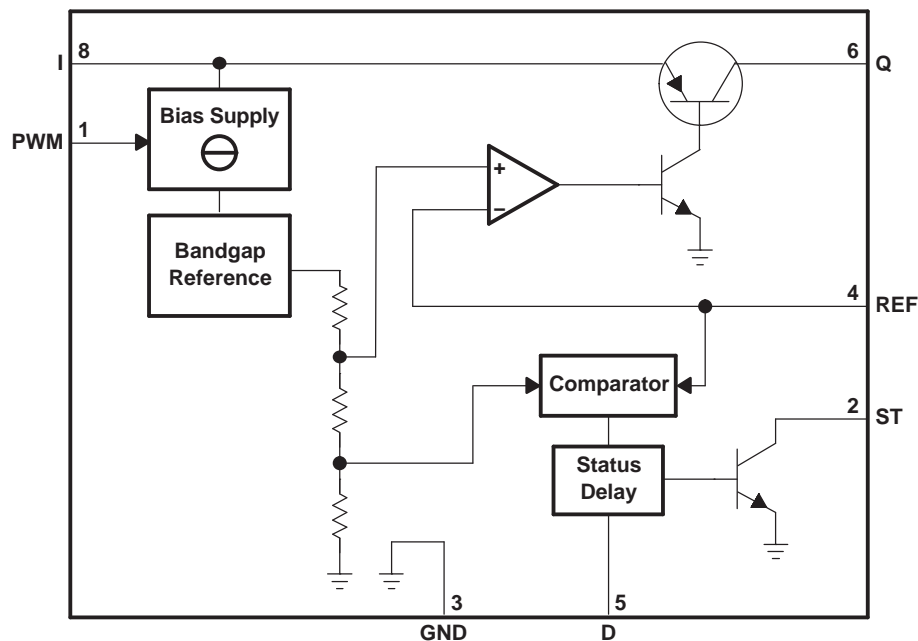 8
I
6
Q
Bias Supply
1
PWM
+
−
Bandgap
Reference
4
REF
Comparator
2
ST
Status
Delay
3
GND
5
D